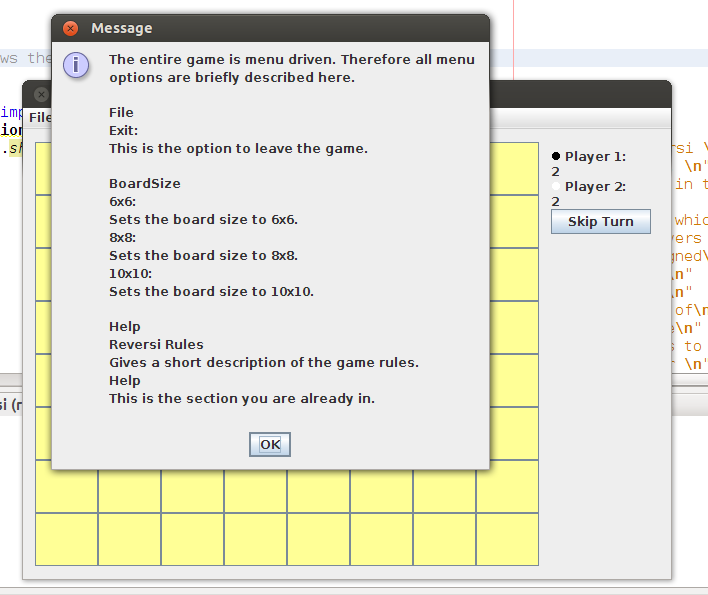 Message
The entire game is menu driven. Therefore all menu
options are briefly described here.
File
Exit:
This is the option to leave the game.
BoardSize
6x6:
Sets the board size to 6x6.
8x8:
Sets the board size to 8x8.
10x10:
Sets the board size to 10x10.
Help
Reversi Rules
Gives a short description of the game rules.
Help
This is the section you are already in.
OK
File
Player 1:
2
Player 2:
2
Skip Turn
ws the
imp
ion
.sh
si (r
rsi \
\n"
in t
whic
yers
gned\
\n"
\n"
of\n
e\n"
s to
r \n"